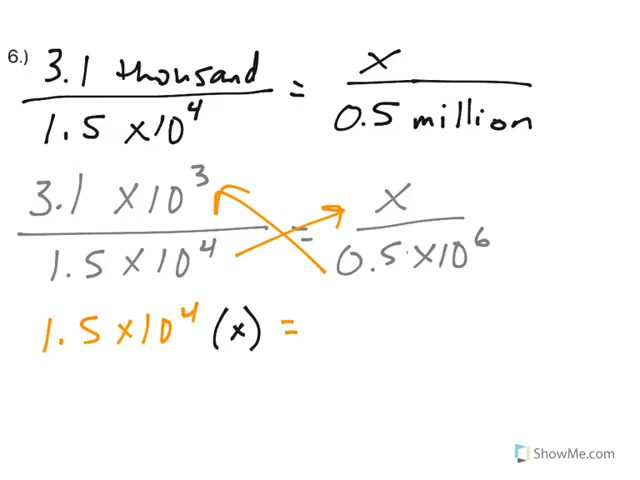 6.) 3.1 thousand / 1.5 x10^4 = x / 0.5 million
3.1 x10^3 / 1.5 x10^4 = x / 0.5 x10^6
1.5 x10^4 (x) =
ShowMe.com